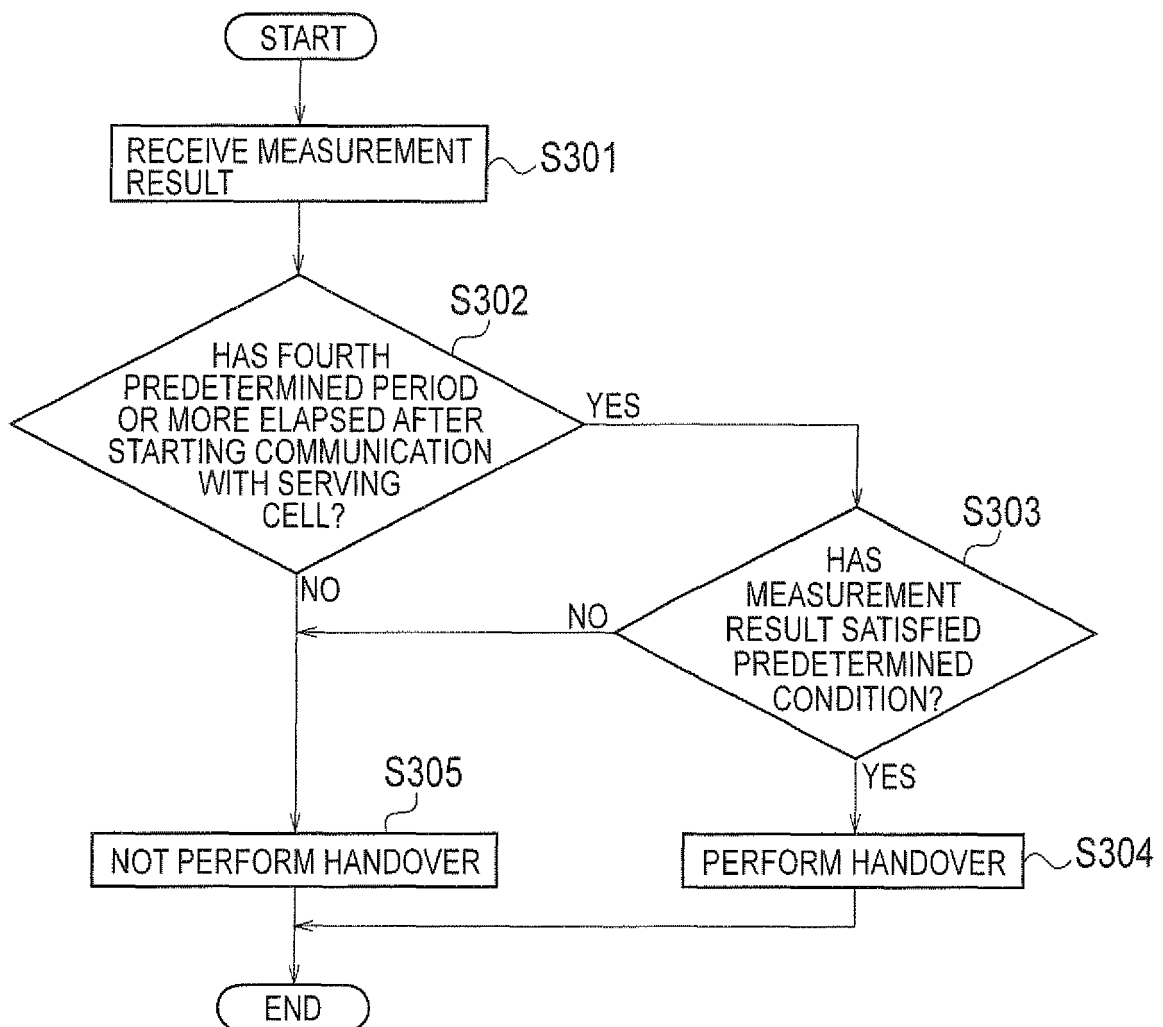 START
RECEIVE MEASUREMENT
RESULT
S301
S302
HAS FOURTH
PREDETERMINED PERIOD
OR MORE ELAPSED AFTER
STARTING COMMUNICATION
WITH SERVING
CELL?
YES
NO
S303
HAS
MEASUREMENT
RESULT SATISFIED
PREDETERMINED
CONDITION?
NO
YES
S305
NOT PERFORM HANDOVER
PERFORM HANDOVER
S304
END